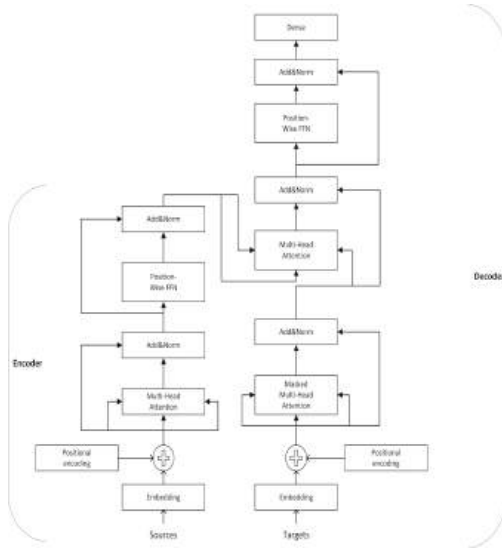 Dense
Add&Norm
Position-
Wise FFN
Add&Norm
Multi-Head
Attention
Add&Norm
Masked
Multi-Head
Attention
Positional
encoding
Embedding
Targets
Decoder
Add&Norm
Position-
Wise FFN
Add&Norm
Multi-Head
Attention
Positional
encoding
Embedding
Sources
Encoder